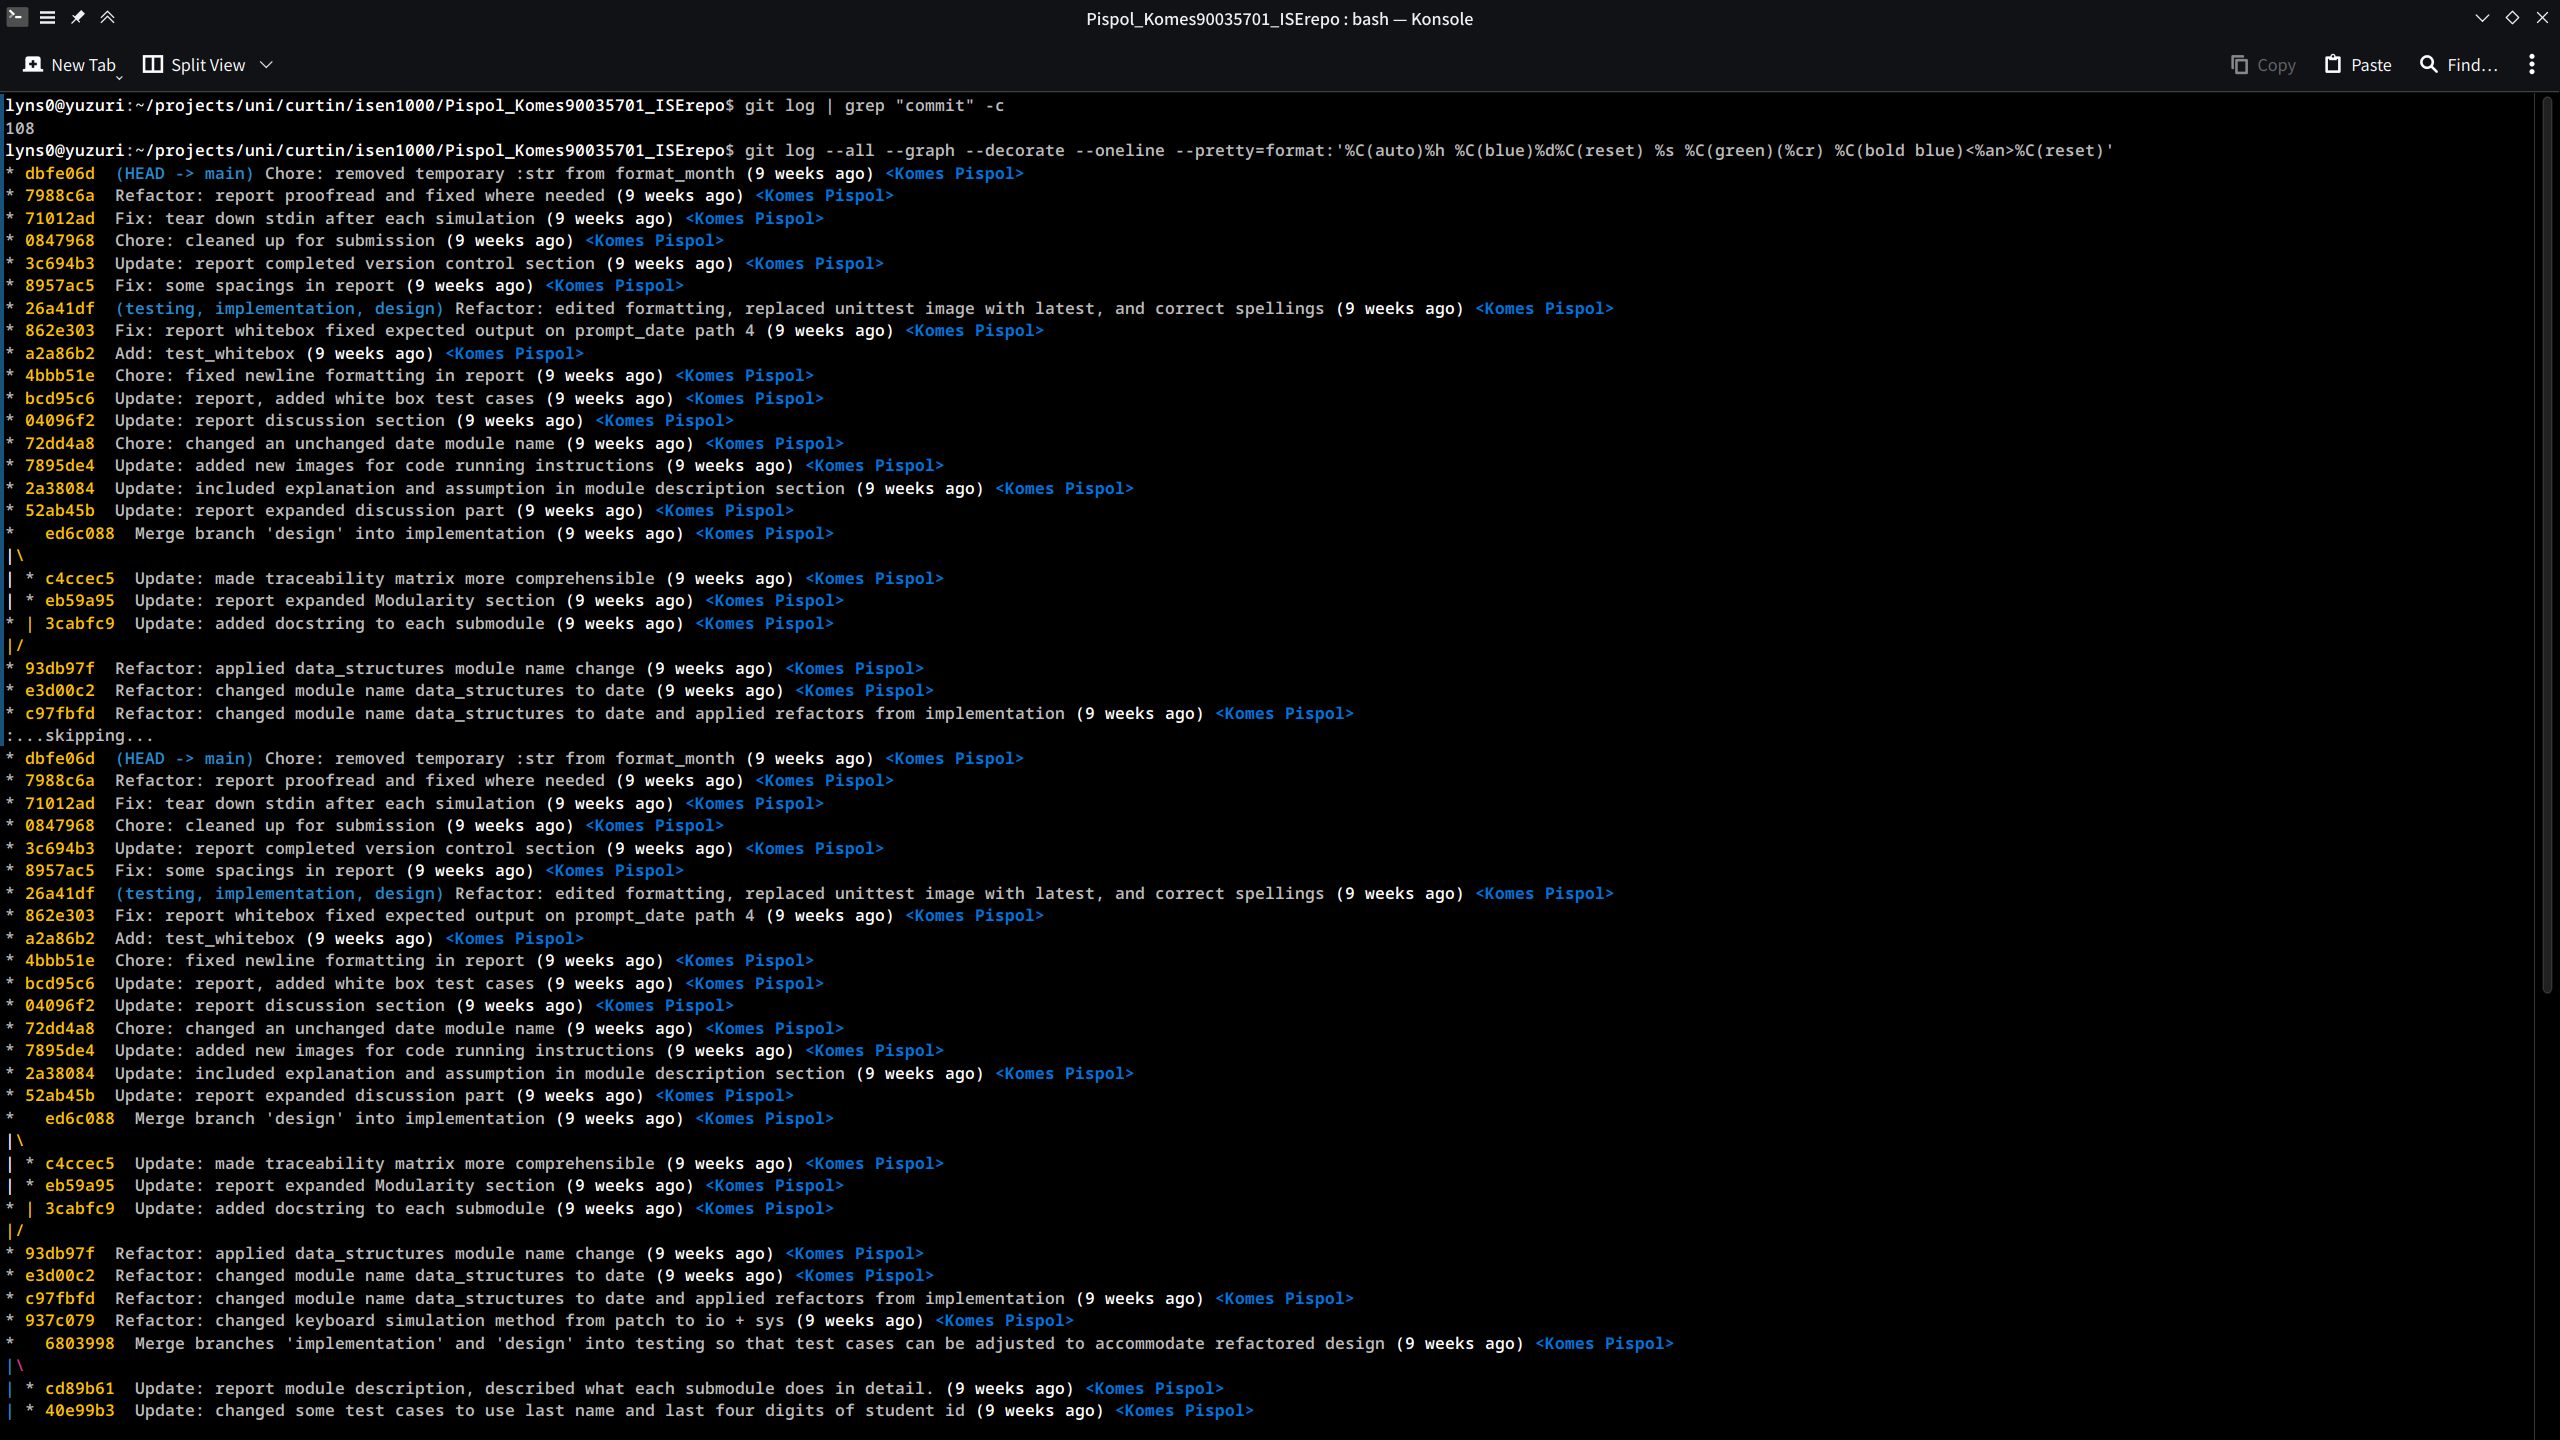 Pispol_Komes90035701_ISErepo : bash — Konsole
New Tab Split View Copy Paste Find…
lyns0@yuzuri:~/projects/uni/curtin/isen1000/Pispol_Komes90035701_ISErepo$ git log | grep "commit" -c
108
lyns0@yuzuri:~/projects/uni/curtin/isen1000/Pispol_Komes90035701_ISErepo$ git log --all --graph --decorate --oneline --pretty=format:'%C(auto)%h %C(blue)%d%C(reset) %s %C(green)(%cr) %C(bold blue)<%an>%C(reset)'
* dbfe06d  (HEAD -> main) Chore: removed temporary :str from format_month (9 weeks ago) <Komes Pispol>
* 7988c6a  Refactor: report proofread and fixed where needed (9 weeks ago) <Komes Pispol>
* 71012ad  Fix: tear down stdin after each simulation (9 weeks ago) <Komes Pispol>
* 0847968  Chore: cleaned up for submission (9 weeks ago) <Komes Pispol>
* 3c694b3  Update: report completed version control section (9 weeks ago) <Komes Pispol>
* 8957ac5  Fix: some spacings in report (9 weeks ago) <Komes Pispol>
* 26a41df  (testing, implementation, design) Refactor: edited formatting, replaced unittest image with latest, and correct spellings (9 weeks ago) <Komes Pispol>
* 862e303  Fix: report whitebox fixed expected output on prompt_date path 4 (9 weeks ago) <Komes Pispol>
* a2a86b2  Add: test_whitebox (9 weeks ago) <Komes Pispol>
* 4bbb51e  Chore: fixed newline formatting in report (9 weeks ago) <Komes Pispol>
* bcd95c6  Update: report, added white box test cases (9 weeks ago) <Komes Pispol>
* 04096f2  Update: report discussion section (9 weeks ago) <Komes Pispol>
* 72dd4a8  Chore: changed an unchanged date module name (9 weeks ago) <Komes Pispol>
* 7895de4  Update: added new images for code running instructions (9 weeks ago) <Komes Pispol>
* 2a38084  Update: included explanation and assumption in module description section (9 weeks ago) <Komes Pispol>
* 52ab45b  Update: report expanded discussion part (9 weeks ago) <Komes Pispol>
*   ed6c088  Merge branch 'design' into implementation (9 weeks ago) <Komes Pispol>
|\
| * c4ccec5  Update: made traceability matrix more comprehensible (9 weeks ago) <Komes Pispol>
| * eb59a95  Update: report expanded Modularity section (9 weeks ago) <Komes Pispol>
* | 3cabfc9  Update: added docstring to each submodule (9 weeks ago) <Komes Pispol>
|/
* 93db97f  Refactor: applied data_structures module name change (9 weeks ago) <Komes Pispol>
* e3d00c2  Refactor: changed module name data_structures to date (9 weeks ago) <Komes Pispol>
* c97fbfd  Refactor: changed module name data_structures to date and applied refactors from implementation (9 weeks ago) <Komes Pispol>
:...skipping...
* dbfe06d  (HEAD -> main) Chore: removed temporary :str from format_month (9 weeks ago) <Komes Pispol>
* 7988c6a  Refactor: report proofread and fixed where needed (9 weeks ago) <Komes Pispol>
* 71012ad  Fix: tear down stdin after each simulation (9 weeks ago) <Komes Pispol>
* 0847968  Chore: cleaned up for submission (9 weeks ago) <Komes Pispol>
* 3c694b3  Update: report completed version control section (9 weeks ago) <Komes Pispol>
* 8957ac5  Fix: some spacings in report (9 weeks ago) <Komes Pispol>
* 26a41df  (testing, implementation, design) Refactor: edited formatting, replaced unittest image with latest, and correct spellings (9 weeks ago) <Komes Pispol>
* 862e303  Fix: report whitebox fixed expected output on prompt_date path 4 (9 weeks ago) <Komes Pispol>
* a2a86b2  Add: test_whitebox (9 weeks ago) <Komes Pispol>
* 4bbb51e  Chore: fixed newline formatting in report (9 weeks ago) <Komes Pispol>
* bcd95c6  Update: report, added white box test cases (9 weeks ago) <Komes Pispol>
* 04096f2  Update: report discussion section (9 weeks ago) <Komes Pispol>
* 72dd4a8  Chore: changed an unchanged date module name (9 weeks ago) <Komes Pispol>
* 7895de4  Update: added new images for code running instructions (9 weeks ago) <Komes Pispol>
* 2a38084  Update: included explanation and assumption in module description section (9 weeks ago) <Komes Pispol>
* 52ab45b  Update: report expanded discussion part (9 weeks ago) <Komes Pispol>
*   ed6c088  Merge branch 'design' into implementation (9 weeks ago) <Komes Pispol>
|\
| * c4ccec5  Update: made traceability matrix more comprehensible (9 weeks ago) <Komes Pispol>
| * eb59a95  Update: report expanded Modularity section (9 weeks ago) <Komes Pispol>
* | 3cabfc9  Update: added docstring to each submodule (9 weeks ago) <Komes Pispol>
|/
* 93db97f  Refactor: applied data_structures module name change (9 weeks ago) <Komes Pispol>
* e3d00c2  Refactor: changed module name data_structures to date (9 weeks ago) <Komes Pispol>
* c97fbfd  Refactor: changed module name data_structures to date and applied refactors from implementation (9 weeks ago) <Komes Pispol>
* 937c079  Refactor: changed keyboard simulation method from patch to io + sys (9 weeks ago) <Komes Pispol>
*   6803998  Merge branches 'implementation' and 'design' into testing so that test cases can be adjusted to accommodate refactored design (9 weeks ago) <Komes Pispol>
|\
| * cd89b61  Update: report module description, described what each submodule does in detail. (9 weeks ago) <Komes Pispol>
| * 40e99b3  Update: changed some test cases to use last name and last four digits of student id (9 weeks ago) <Komes Pispol>